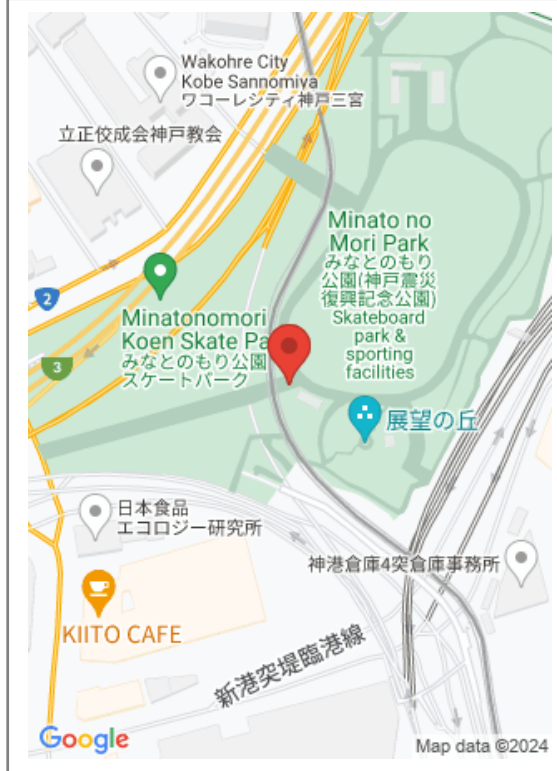 Wakohre City
Kobe Sannomiya
ワコーレシティ神戸三宮
立正佼成会神戸教会
Minato no
Mori Park
みなとのもり
公園(神戸震災
復興記念公園)
Skateboard
park &
sporting
facilities
2
Minatonomori
Koen Skate Pa
みなとのもり公園
スケートパーク
3
展望の丘
日本食品
エコロジー研究所
神港倉庫4突倉庫事務所
KIITO CAFE
新港突堤臨港線
Google
Map data ©2024